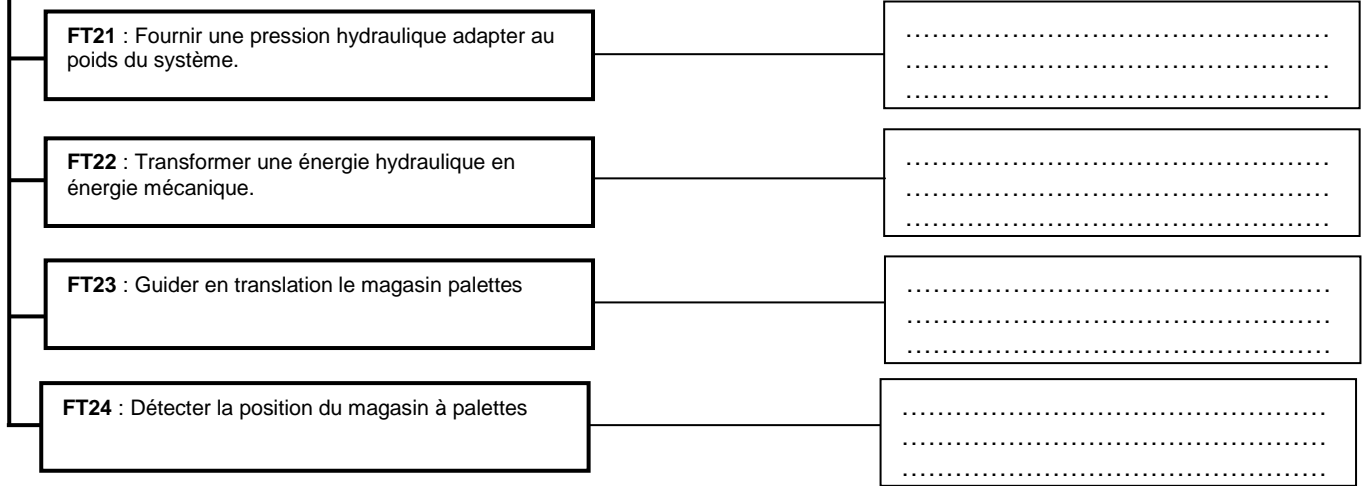 FT21 : Fournir une pression hydraulique adapter au
poids du système.
……………………………………………
……………………………………………
……………………………………………
FT22 : Transformer une énergie hydraulique en
énergie mécanique.
……………………………………………
……………………………………………
……………………………………………
FT23 : Guider en translation le magasin palettes
……………………………………………
……………………………………………
……………………………………………
FT24 : Détecter la position du magasin à palettes
……………………………………………
……………………………………………
……………………………………………